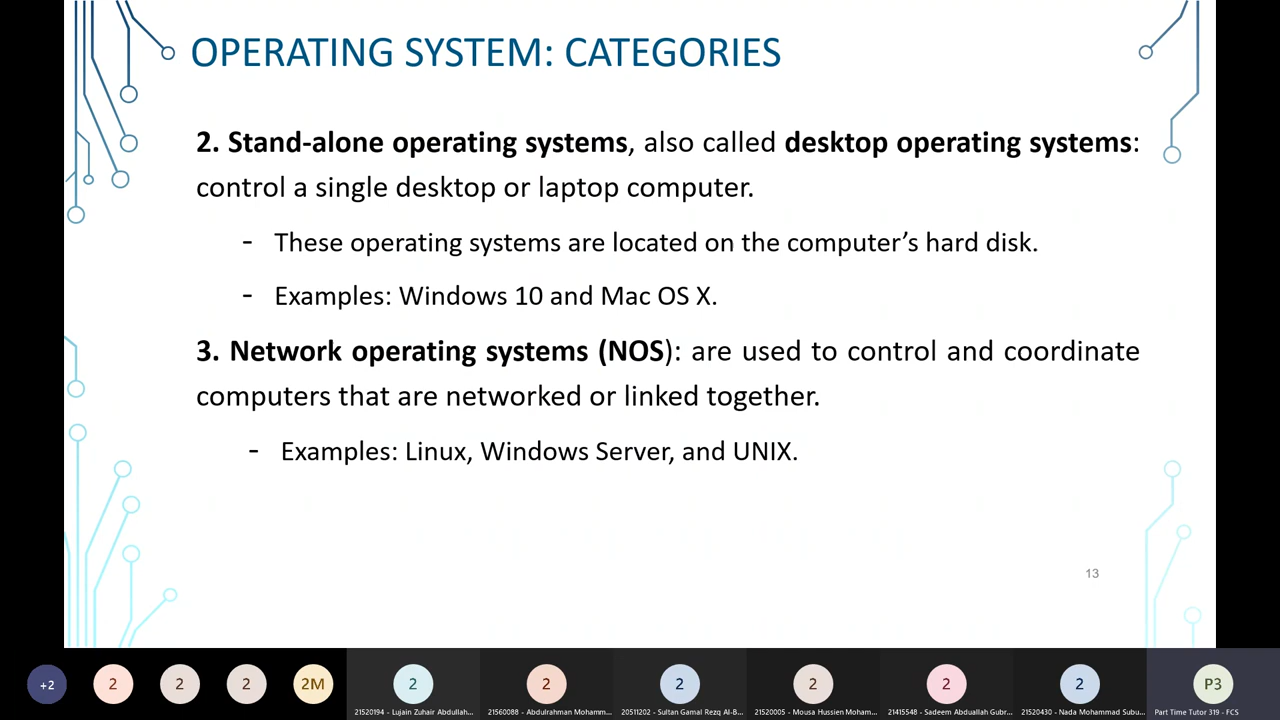 OPERATING SYSTEM: CATEGORIES
2. Stand-alone operating systems, also called desktop operating systems:
control a single desktop or laptop computer.
- These operating systems are located on the computer’s hard disk.
- Examples: Windows 10 and Mac OS X.
3. Network operating systems (NOS): are used to control and coordinate
computers that are networked or linked together.
- Examples: Linux, Windows Server, and UNIX.
13
+2
2
2
2
2M
2
2
2
2
2
2
P3
21520194 - Lujain Zuhair Abdullah...
21560088 - Abdulrahman Mohamm...
20511202 - Sultan Gamal Rezq Al-B...
21520005 - Mousa Hussien Moham...
21415548 - Sadeem Abduallah Gubr...
21520430 - Nada Mohammad Subu...
Part Time Tutor 319 - FCS